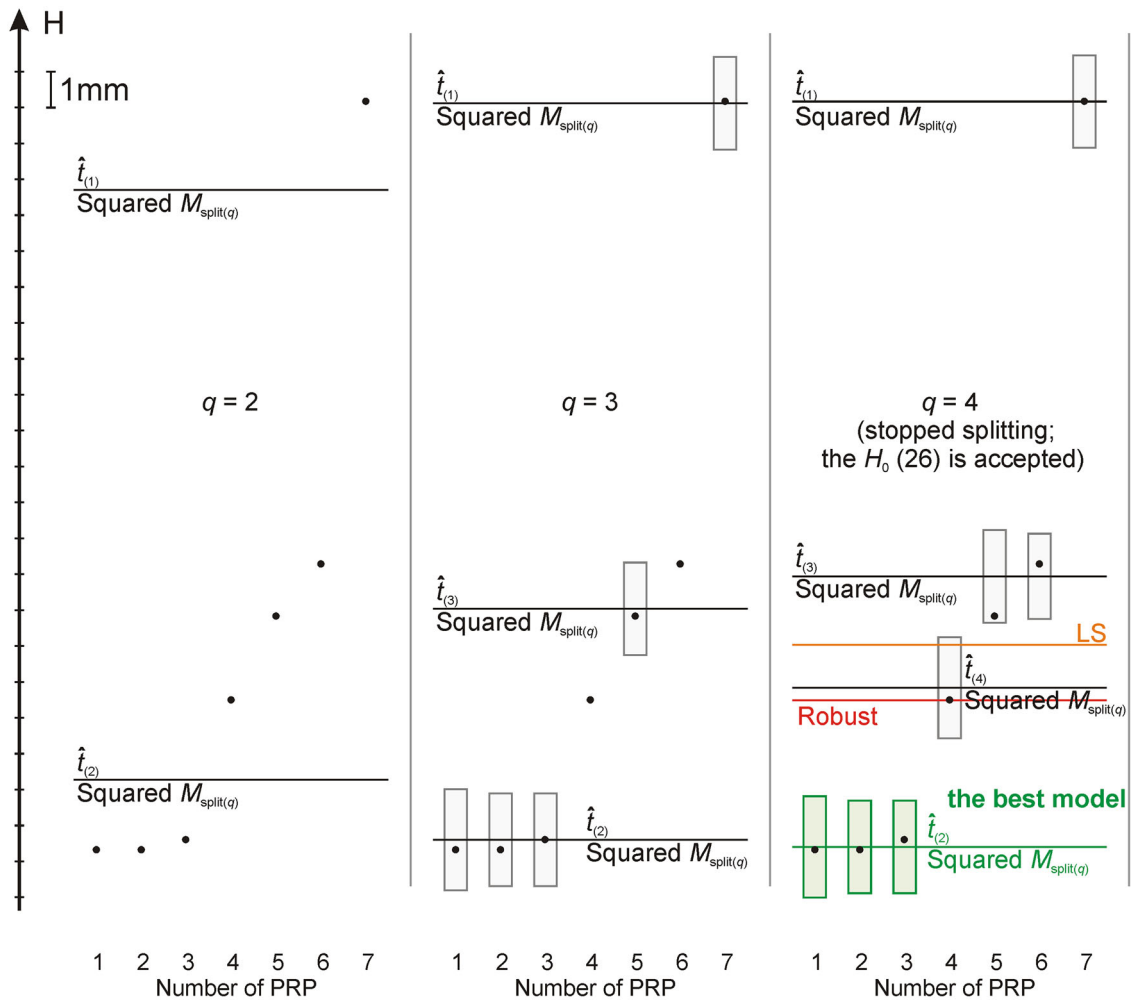 H
1mm
t̂(1)
Squared Msplit(q)
q = 2
t̂(2)
Squared Msplit(q)
1 2 3 4 5 6 7
Number of PRP
t̂(1)
Squared Msplit(q)
q = 3
t̂(3)
Squared Msplit(q)
t̂(2)
Squared Msplit(q)
1 2 3 4 5 6 7
Number of PRP
t̂(1)
Squared Msplit(q)
q = 4
(stopped splitting;
the H₀ (26) is accepted)
t̂(3)
Squared Msplit(q)
LS
t̂(4)
Squared Msplit(q)
Robust
the best model
t̂(2)
Squared Msplit(q)
1 2 3 4 5 6 7
Number of PRP